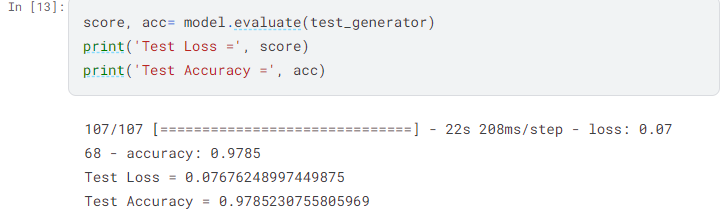 In [13]:
score, acc= model.evaluate(test_generator)
print('Test Loss =', score)
print('Test Accuracy =', acc)
107/107 [==============================] - 22s 208ms/step - loss: 0.07
68 - accuracy: 0.9785
Test Loss = 0.07676248997449875
Test Accuracy = 0.9785230755805969